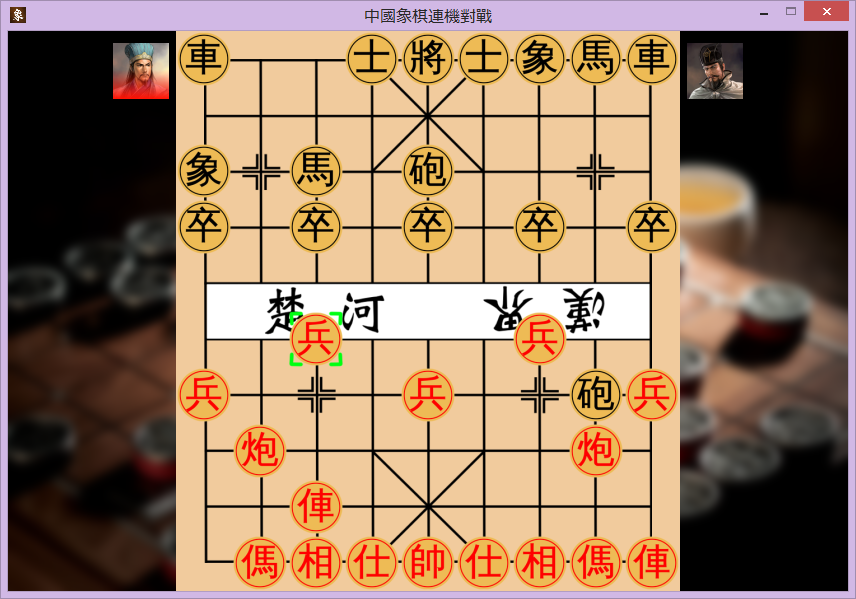 中國象棋連機對戰
車士將士象馬車
象馬砲
卒卒卒卒卒
楚河界漢
兵兵
兵兵砲兵
炮炮
俥
傌相仕帥仕相傌俥